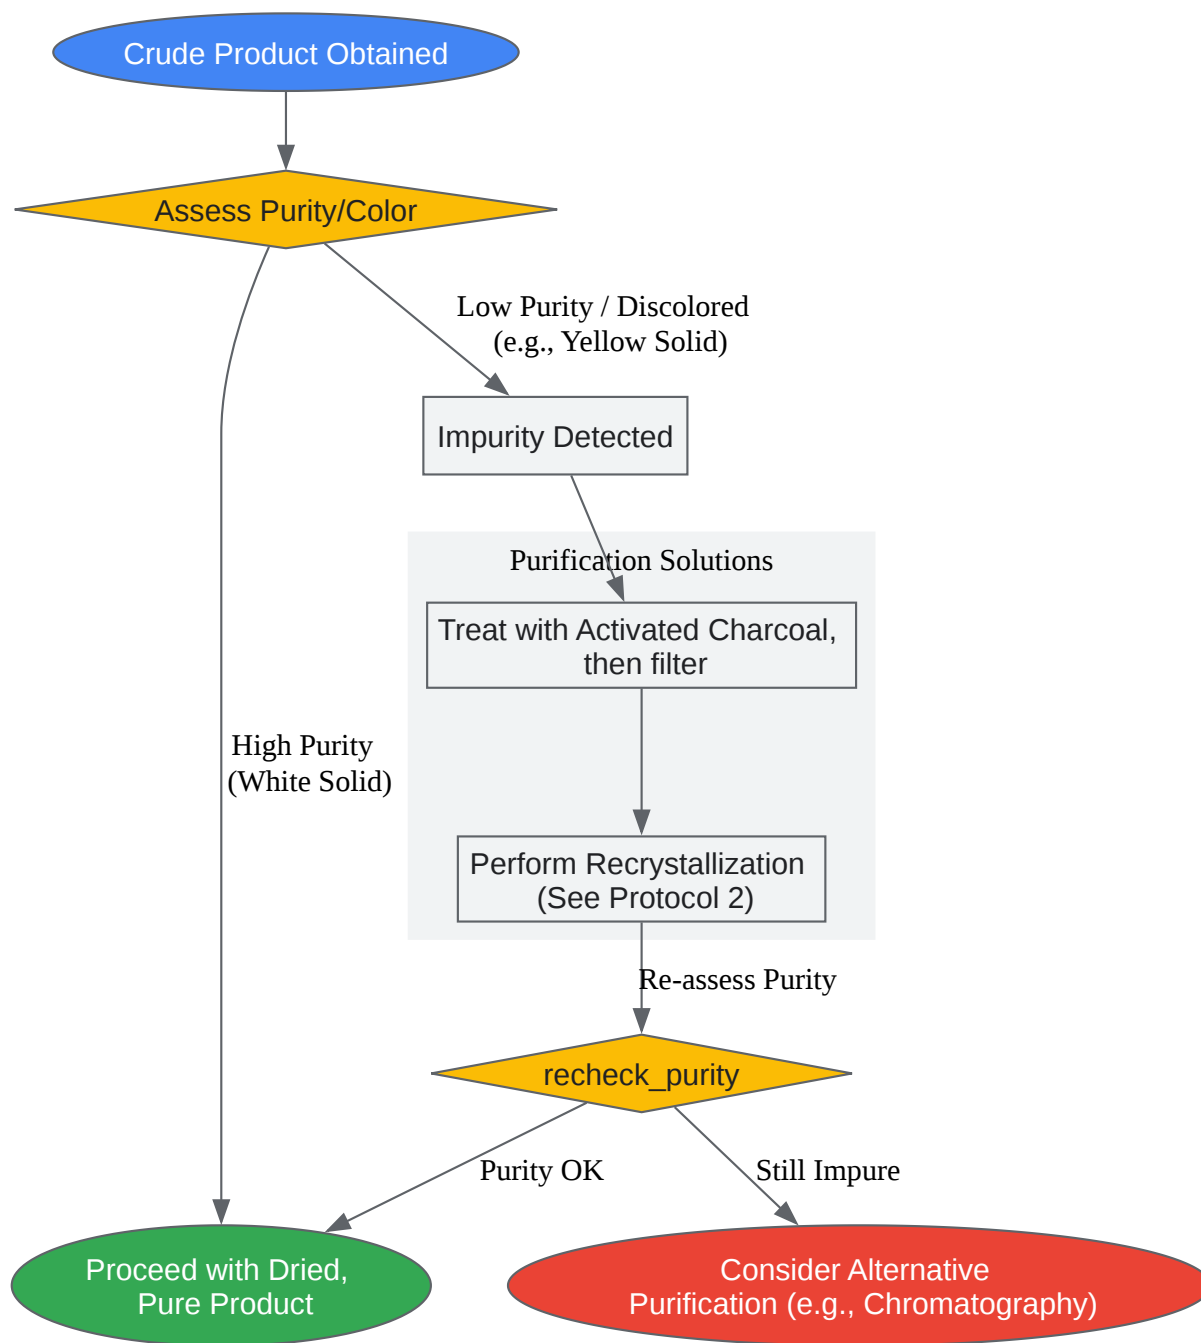 Crude Product Obtained
Assess Purity/Color
Low Purity / Discolored
(e.g., Yellow Solid)
Impurity Detected
Purification Solutions
Treat with Activated Charcoal,
then filter
High Purity
(White Solid)
Perform Recrystallization
(See Protocol 2)
Re-assess Purity
recheck_purity
Purity OK
Still Impure
Proceed with Dried,
Pure Product
Consider Alternative
Purification (e.g., Chromatography)